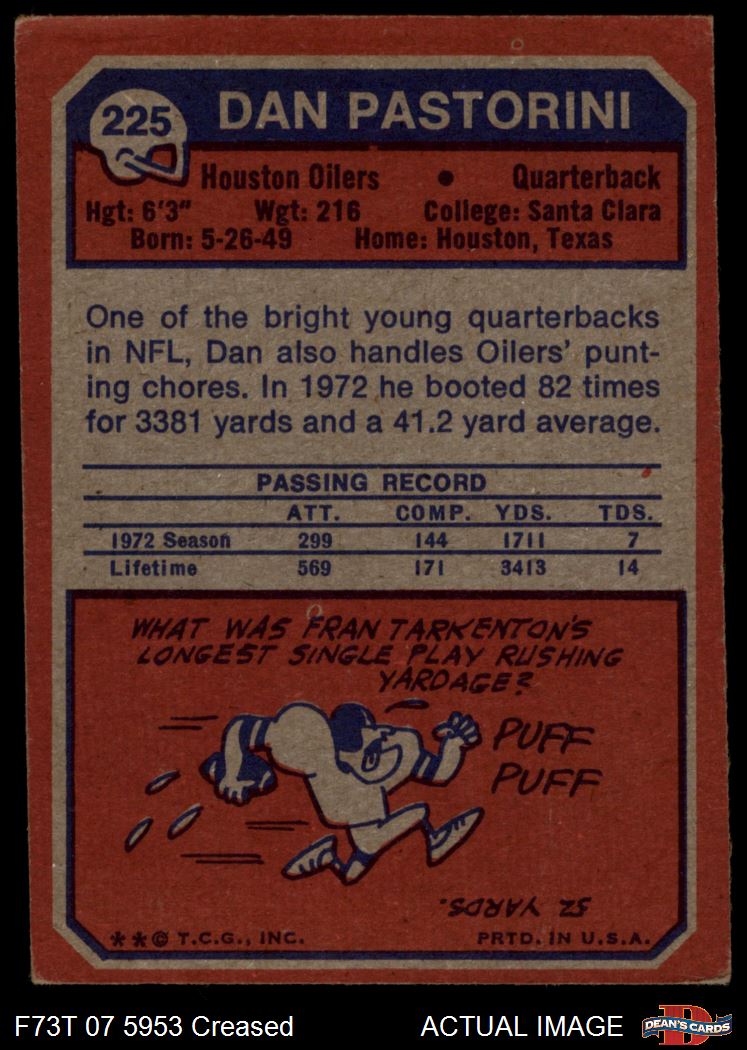 225
DAN PASTORINI
Houston Oilers • Quarterback
Hgt: 6'3" Wgt: 216 College: Santa Clara
Born: 5-26-49 Home: Houston, Texas
One of the bright young quarterbacks
in NFL, Dan also handles Oilers' punt-
ing chores. In 1972 he booted 82 times
for 3381 yards and a 41.2 yard average.
PASSING RECORD
ATT. COMP. YDS. TDS.
1972 Season 299 144 1711 7
Lifetime 569 171 3413 14
WHAT WAS FRAN TARKENTON'S
LONGEST SINGLE PLAY RUSHING
YARDAGE?
PUFF
PUFF
52 YARDS.
**© T.C.G., INC. PRTD. IN U.S.A.
F73T 07 5953 Creased ACTUAL IMAGE
D
DEAN'S CARDS